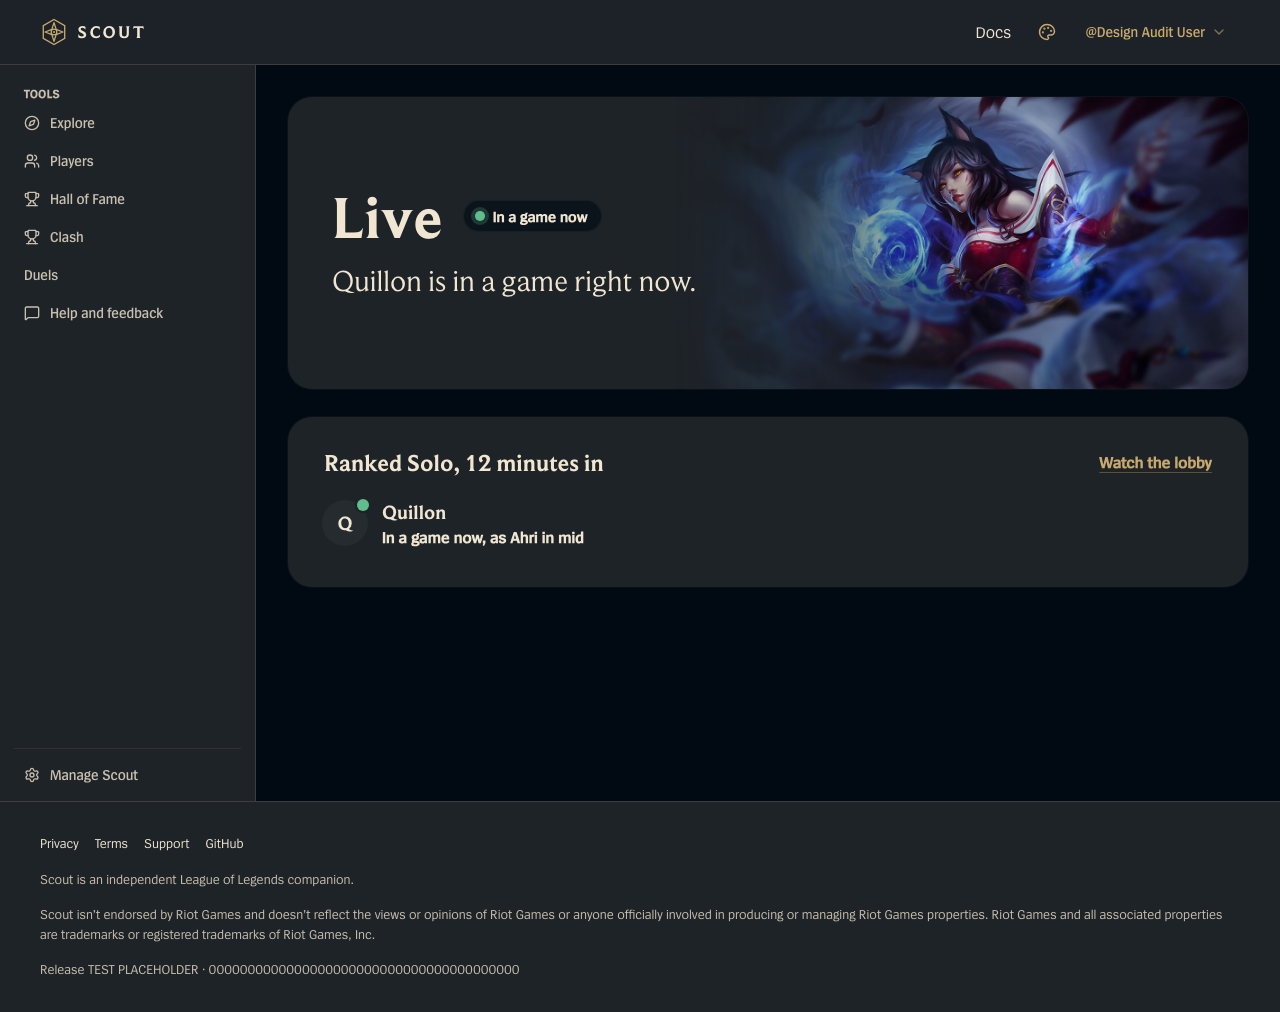 SCOUT
Docs
@Design Audit User
TOOLS
Explore
Players
Hall of Fame
Clash
Duels
Help and feedback
Manage Scout
Live
In a game now
Quillon is in a game right now.
Ranked Solo, 12 minutes in
Watch the lobby
Q
Quillon
In a game now, as Ahri in mid
Privacy Terms Support GitHub
Scout is an independent League of Legends companion.
Scout isn't endorsed by Riot Games and doesn't reflect the views or opinions of Riot Games or anyone officially involved in producing or managing Riot Games properties. Riot Games and all associated properties
are trademarks or registered trademarks of Riot Games, Inc.
Release TEST PLACEHOLDER · 0000000000000000000000000000000000000000